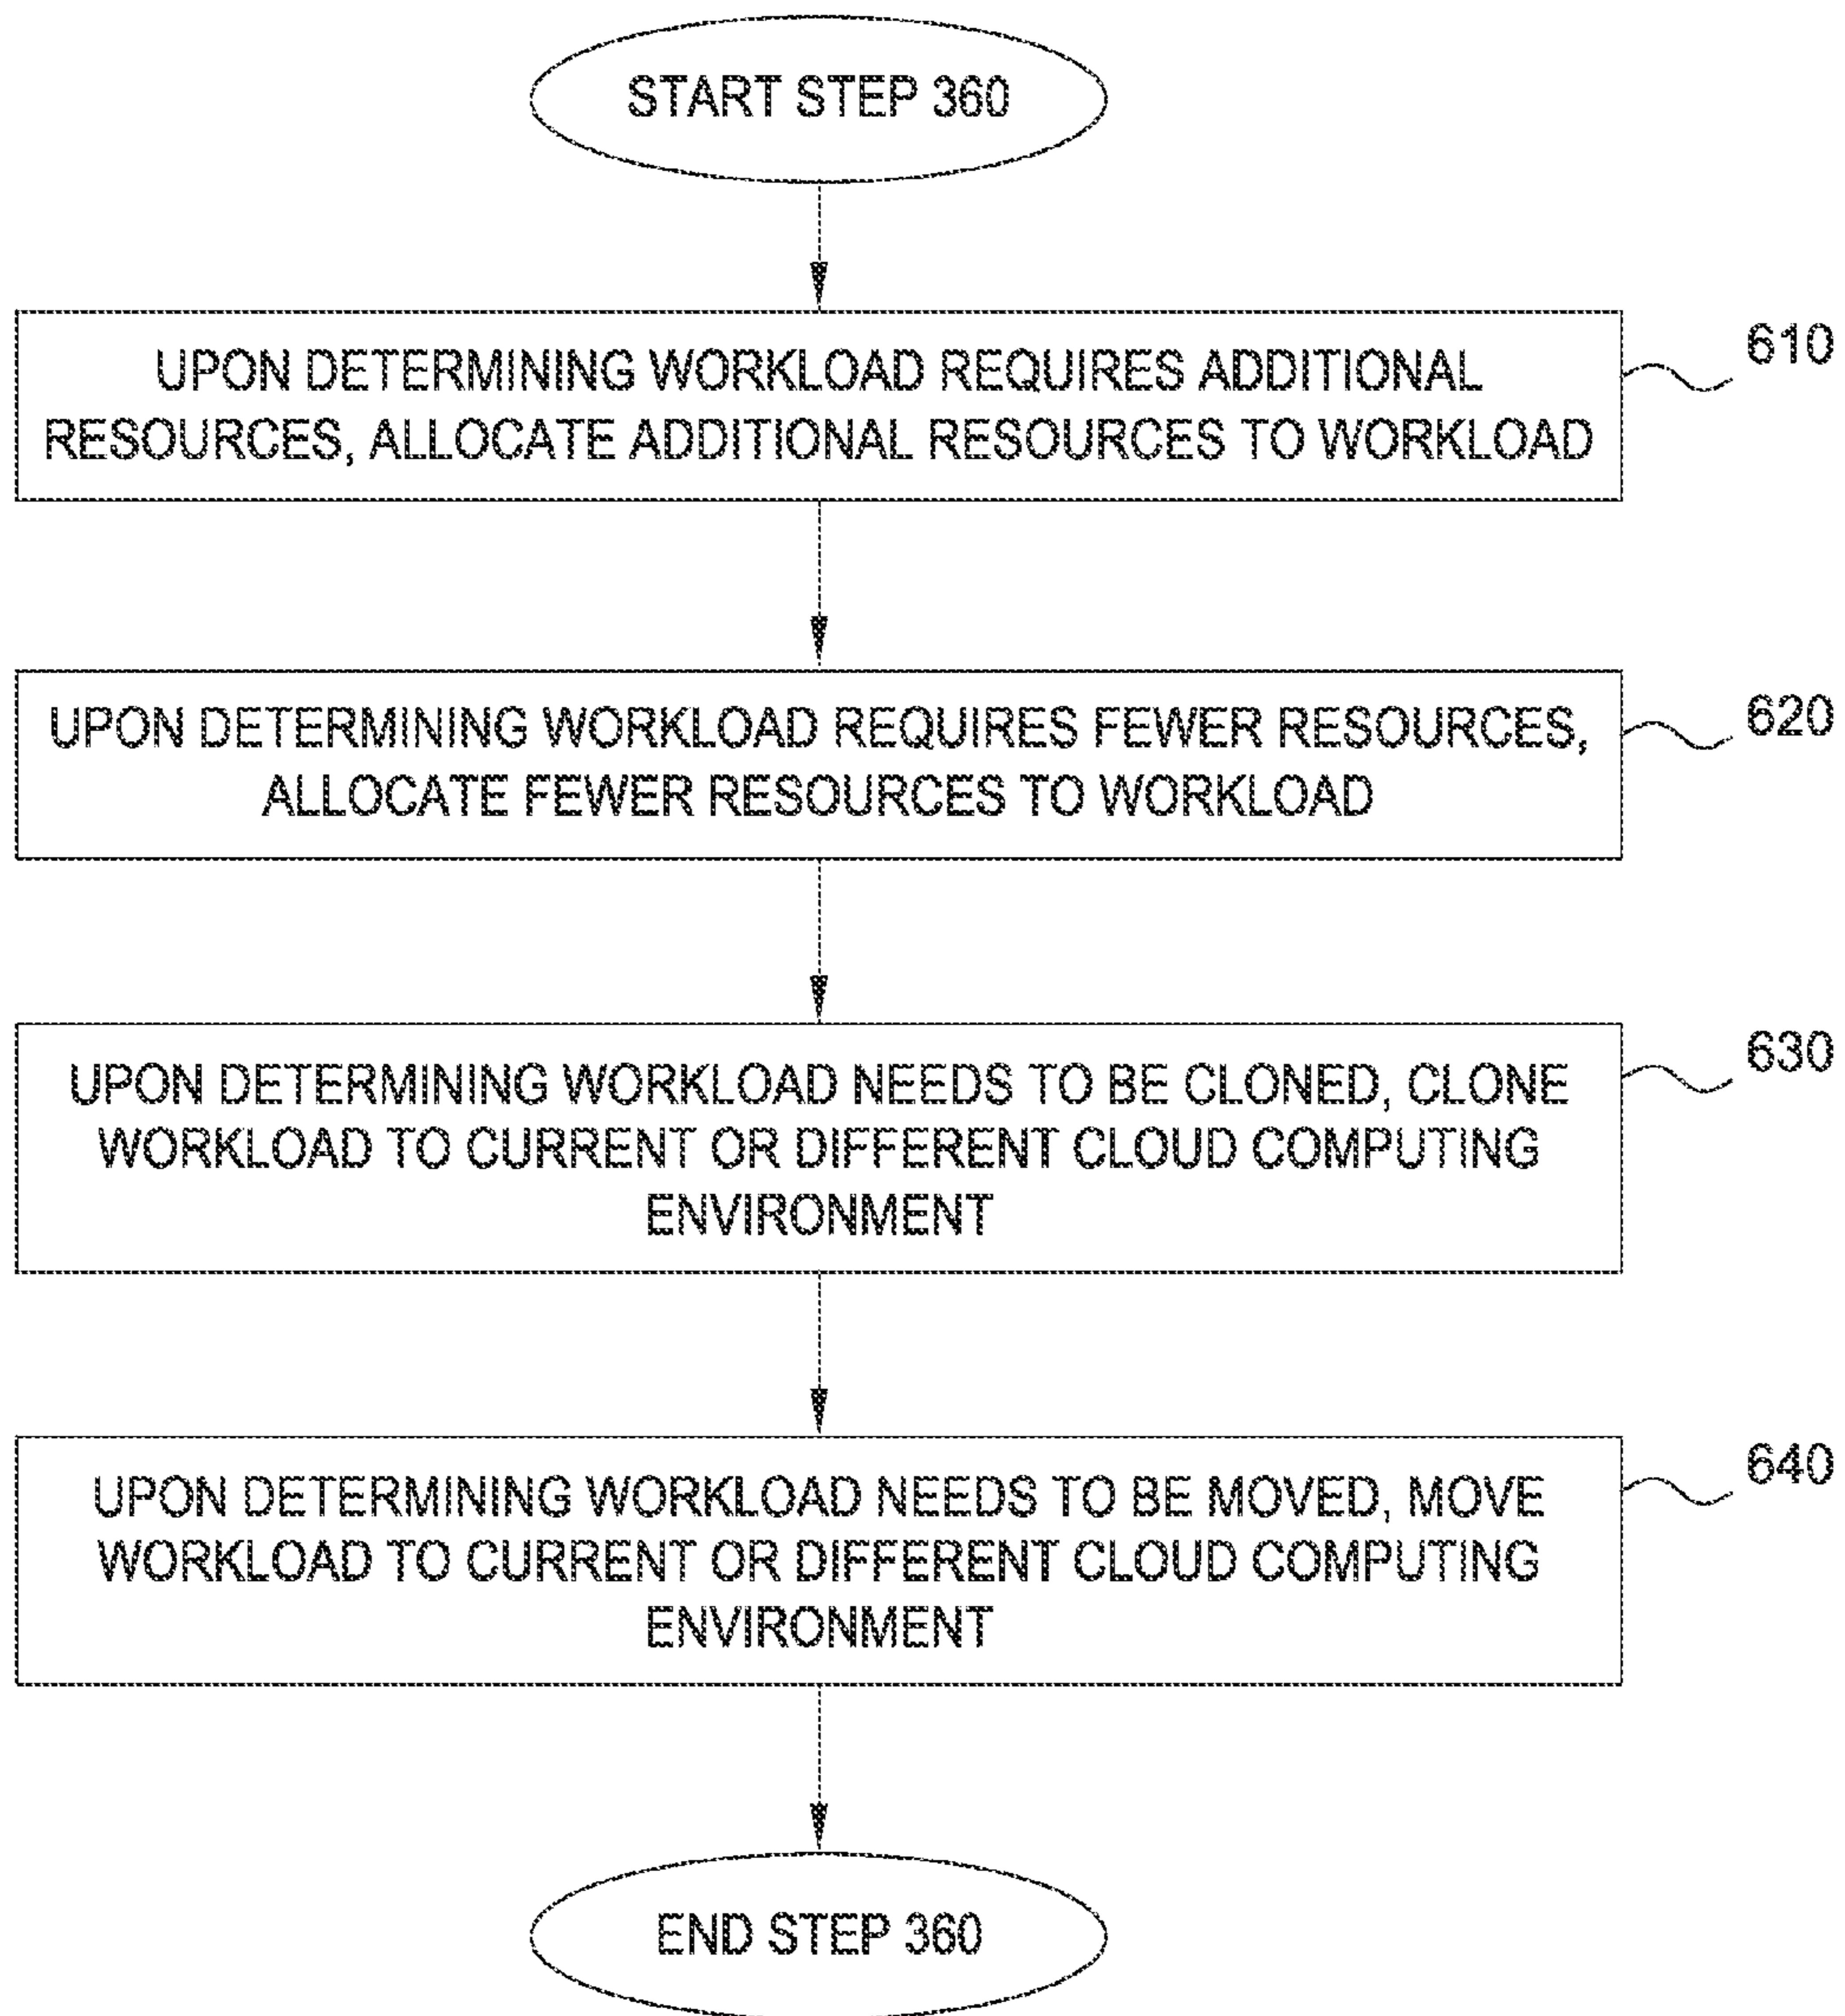 START STEP 360
UPON DETERMINING WORKLOAD REQUIRES ADDITIONAL
RESOURCES, ALLOCATE ADDITIONAL RESOURCES TO WORKLOAD
610
UPON DETERMINING WORKLOAD REQUIRES FEWER RESOURCES,
ALLOCATE FEWER RESOURCES TO WORKLOAD
620
UPON DETERMINING WORKLOAD NEEDS TO BE CLONED, CLONE
WORKLOAD TO CURRENT OR DIFFERENT CLOUD COMPUTING
ENVIRONMENT
630
UPON DETERMINING WORKLOAD NEEDS TO BE MOVED, MOVE
WORKLOAD TO CURRENT OR DIFFERENT CLOUD COMPUTING
ENVIRONMENT
640
END STEP 360